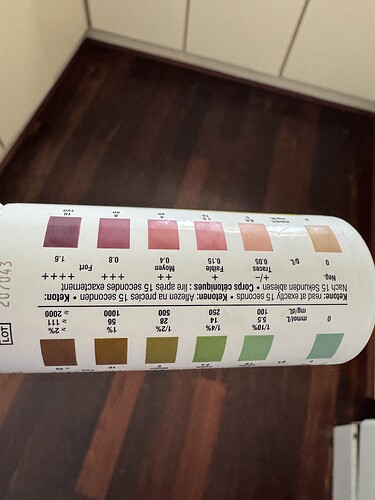 1/10% 1/4% 1/2% 1% ≥ 2%
0 mmol/L 5.5 14 28 56 ≥ 111
mg/dL 100 250 500 1000 ≥ 2000
Ketone: read at exactly 15 seconds • Ketonen: Aflezen na precies 15 seconden • Keton:
Nach 15 Sekunden ablesen • Corps cétoniques : lire après 15 secondes exactement
Neg. +/- + ++ +++ ++++
Traces Faible Moyen Fort
0 g/L 0.05 0.15 0.4 0.8 1.6
mmol/L
mg/dL
LOT
207043